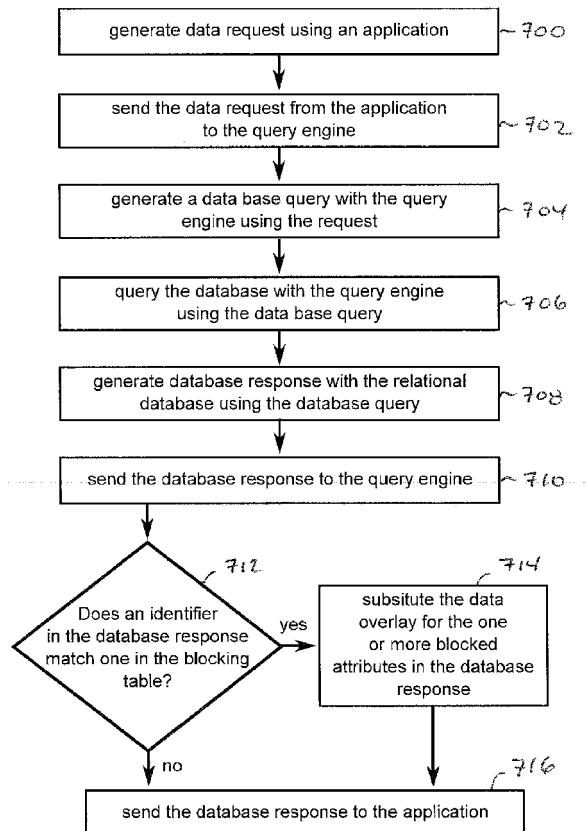 generate data request using an application
700
send the data request from the application
to the query engine
702
generate a data base query with the query
engine using the request
704
query the database with the query engine
using the data base query
706
generate database response with the relational
database using the database query
708
send the database response to the query engine
710
712
Does an identifier
in the database response
match one in the blocking
table?
yes
714
subsitute the data
overlay for the one
or more blocked
attributes in the database
response
no
716
send the database response to the application